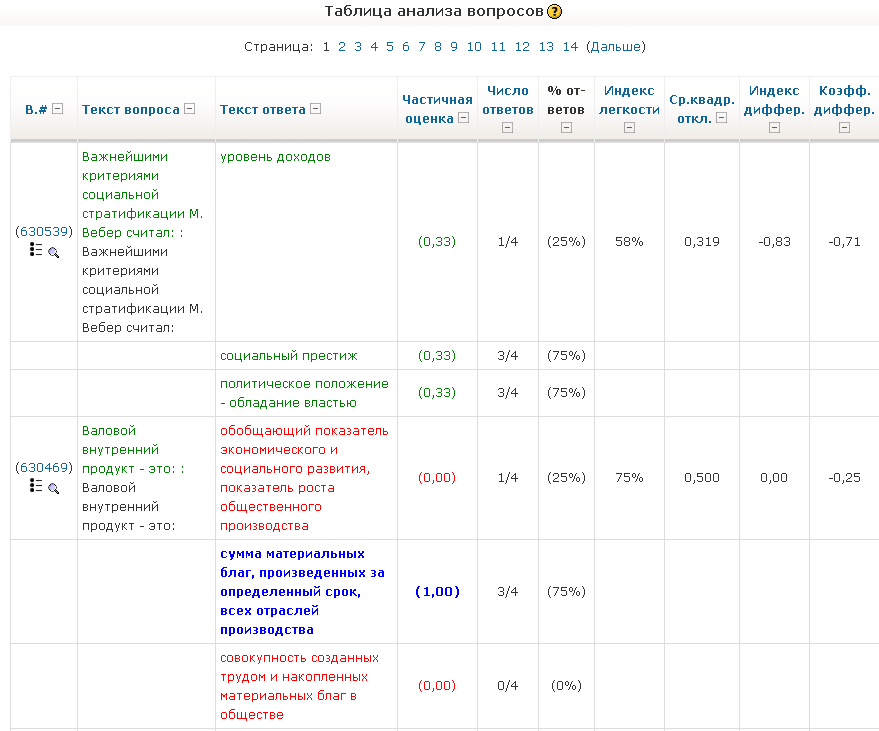 Таблица анализа вопросов
Страница: 1 2 3 4 5 6 7 8 9 10 11 12 13 14 (Дальше)
В.# Текст вопроса Текст ответа Частичная оценка Число ответов % от-ветов Индекс легкости Ср.квадр. откл. Индекс диффер. Коэфф. диффер.
(630539)
Важнейшими
критериями
социальной
стратификации М.
Вебер считал: :
Важнейшими
критериями
социальной
стратификации М.
Вебер считал:
уровень доходов
(0,33) 1/4 (25%) 58% 0,319 -0,83 -0,71
социальный престиж (0,33) 3/4 (75%)
политическое положение
- обладание властью
(0,33) 3/4 (75%)
(630469)
Валовой
внутренний
продукт - это: :
Валовой
внутренний
продукт - это:
обобщающий показатель
экономического и
социального развития,
показатель роста
общественного
производства
(0,00) 1/4 (25%) 75% 0,500 0,00 -0,25
сумма материальных
благ, произведенных за
определенный срок,
всех отраслей
производства
(1,00) 3/4 (75%)
совокупность созданных
трудом и накопленных
материальных благ в
обществе
(0,00) 0/4 (0%)